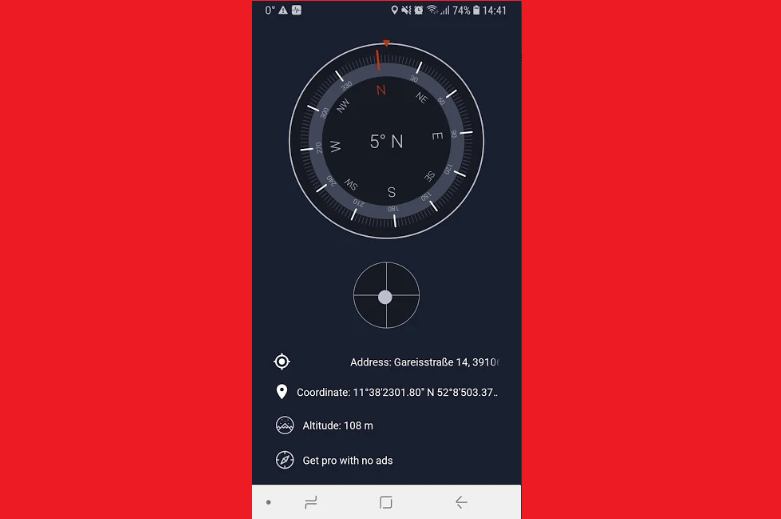 0°
74% 14:41
N
30
NE
60
E
90
120
SE
150
S
180
210
SW
240
W
270
300
NW
330
5° N
Address: Gareisstraße 14, 3910
Coordinate: 11°38'2301.80" N 52°8'503.37..
Altitude: 108 m
Get pro with no ads